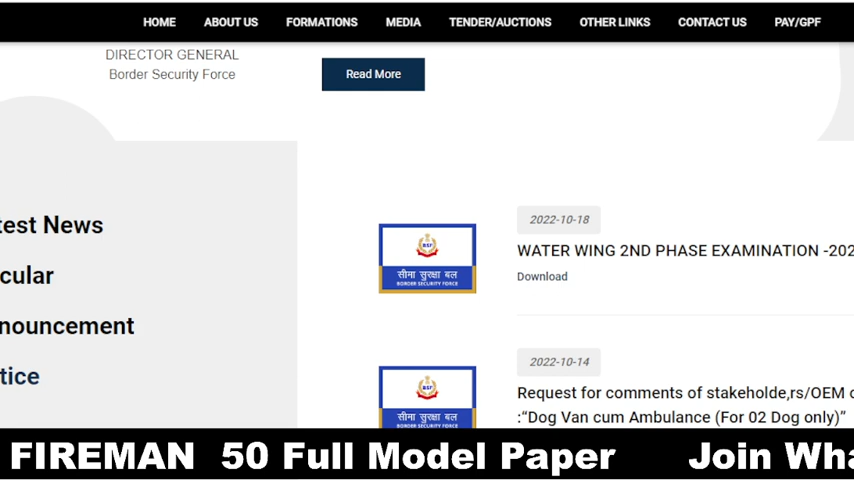 HOME ABOUT US FORMATIONS MEDIA TENDER/AUCTIONS OTHER LINKS CONTACT US PAY/GPF
DIRECTOR GENERAL
Border Security Force
Read More
test News
cular
nouncement
tice
2022-10-18
WATER WING 2ND PHASE EXAMINATION -202
Download
BSF
सीमा सुरक्षा बल
BORDER SECURITY FORCE
2022-10-14
Request for comments of stakeholde,rs/OEM o
:“Dog Van cum Ambulance (For 02 Dog only)”
BSF
सीमा सुरक्षा बल
BORDER SECURITY FORCE
FIREMAN 50 Full Model Paper Join Wha